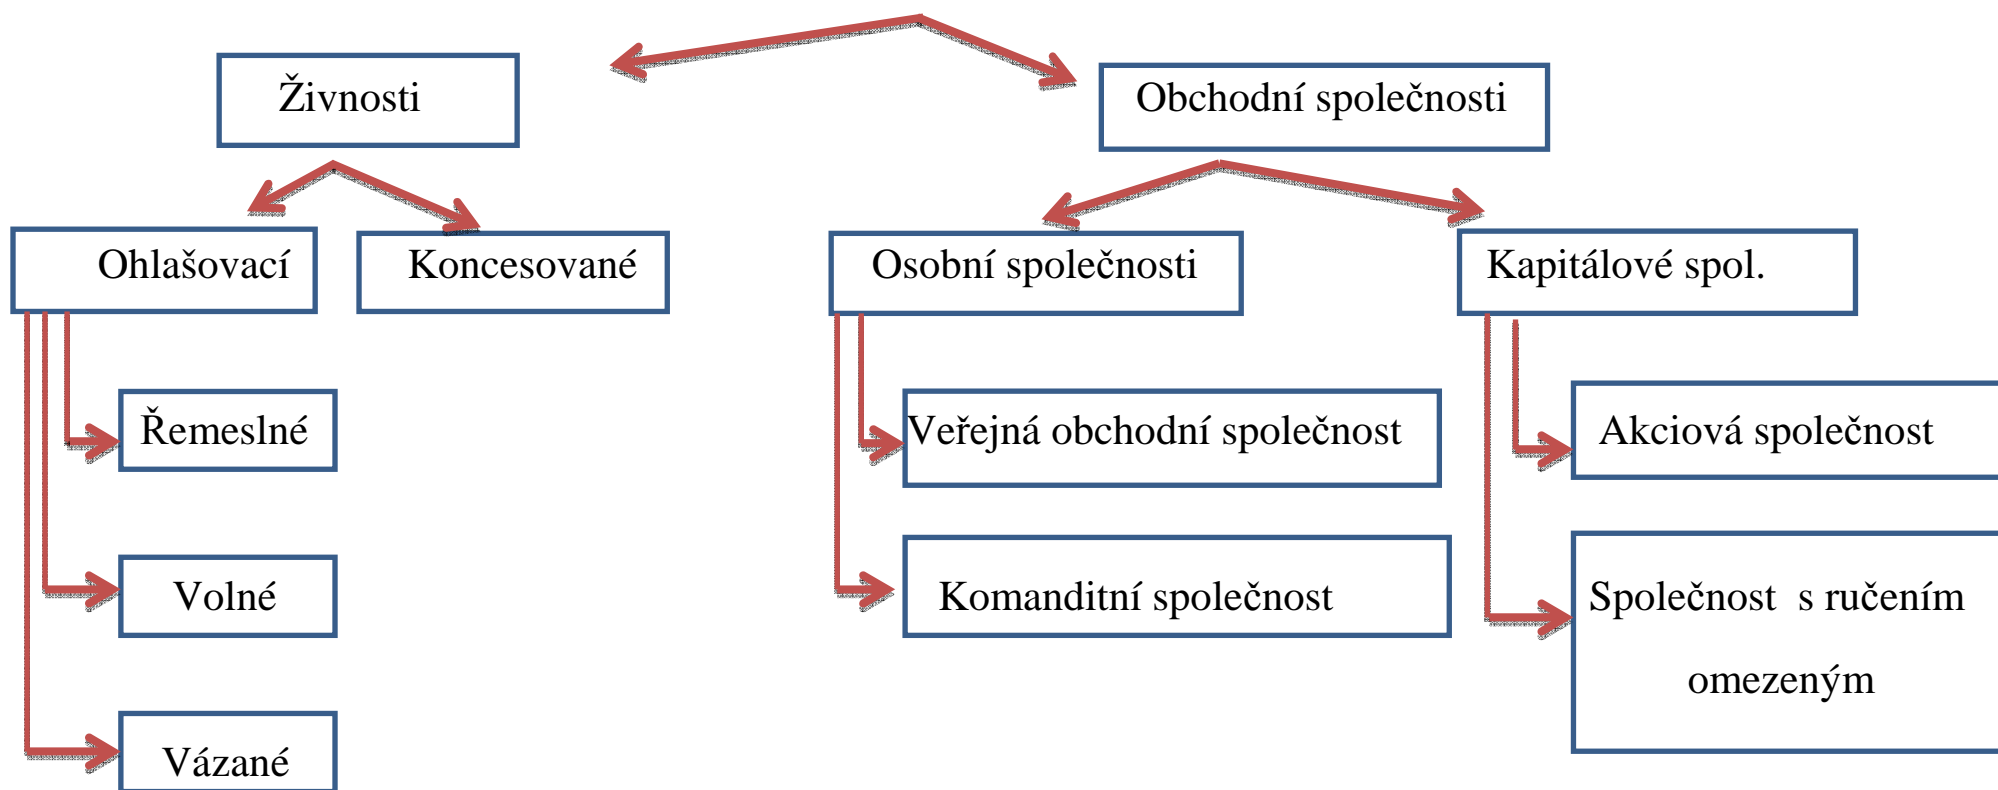 Živnosti
Obchodní společnosti
Ohlašovací
Koncesované
Osobní společnosti
Kapitálové spol.
Řemeslné
Veřejná obchodní společnost
Akciová společnost
Volné
Komanditní společnost
Společnost s ručením
omezeným
Vázané